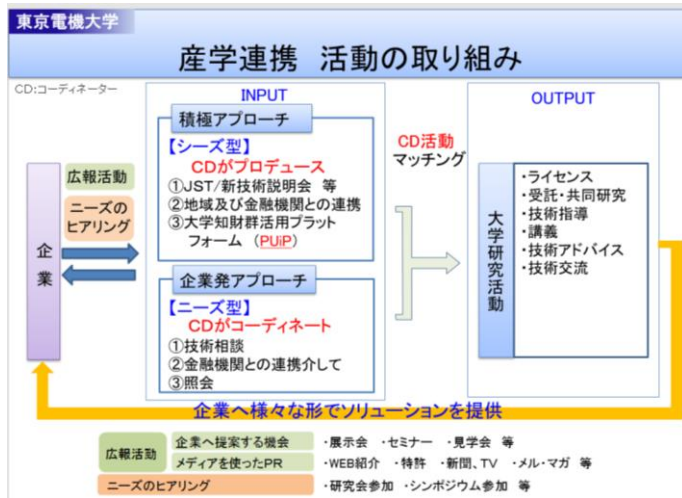 東京電機大学
産学連携 活動の取り組み
CD:コーディネーター
INPUT
OUTPUT
積極アプローチ
【シーズ型】
CDがプロデュース
①JST/新技術説明会 等
②地域及び金融機関との連携
③大学知財群活用プラット
フォーム (PUiP)
企業発アプローチ
【ニーズ型】
CDがコーディネート
①技術相談
②金融機関との連携介して
③照会
広報活動
ニーズの
ヒアリング
企業
CD活動
マッチング
大学研究活動
・ライセンス
・受託・共同研究
・技術指導
・講義
・技術アドバイス
・技術交流
企業へ様々な形でソリューションを提供
広報活動
企業へ提案する機会 ・展示会 ・セミナー ・見学会 等
メディアを使ったPR ・WEB紹介 ・特許 ・新聞、TV ・メル・マガ 等
ニーズのヒアリング ・研究会参加 ・シンポジウム参加 等